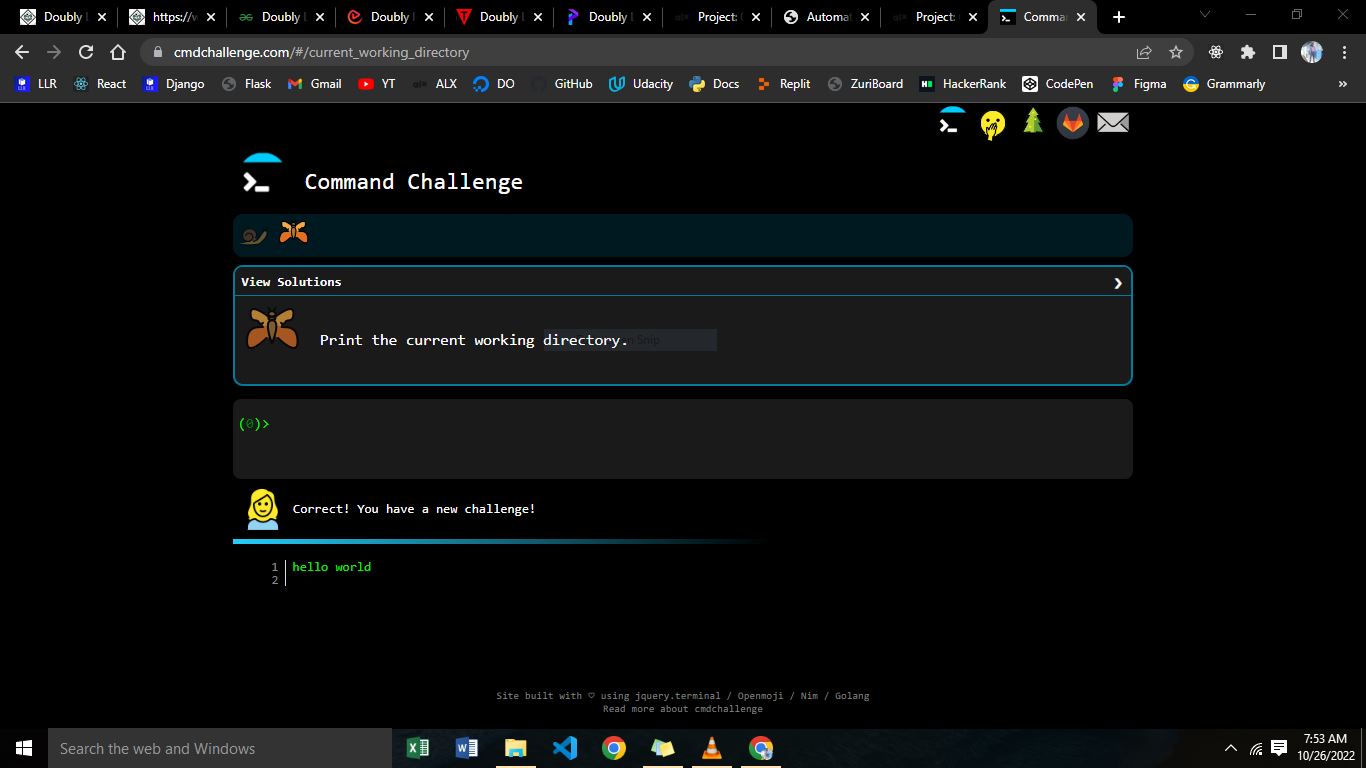 Doubly
https://w
Doubly L
Doubly
Doubly
Doubly
Project:
Automat
Project:
Comma
cmdchallenge.com/#/current_working_directory
LLR React Django Flask Gmail YT ALX DO GitHub Udacity Docs Replit ZuriBoard HackerRank CodePen Figma Grammarly »
Command Challenge
View Solutions
Print the current working directory.
Snip
(0)>
Correct! You have a new challenge!
1 hello world
2
Site built with ♡ using jquery.terminal / Openmoji / Nim / Golang
Read more about cmdchallenge
Search the web and Windows
7:53 AM
10/26/2022